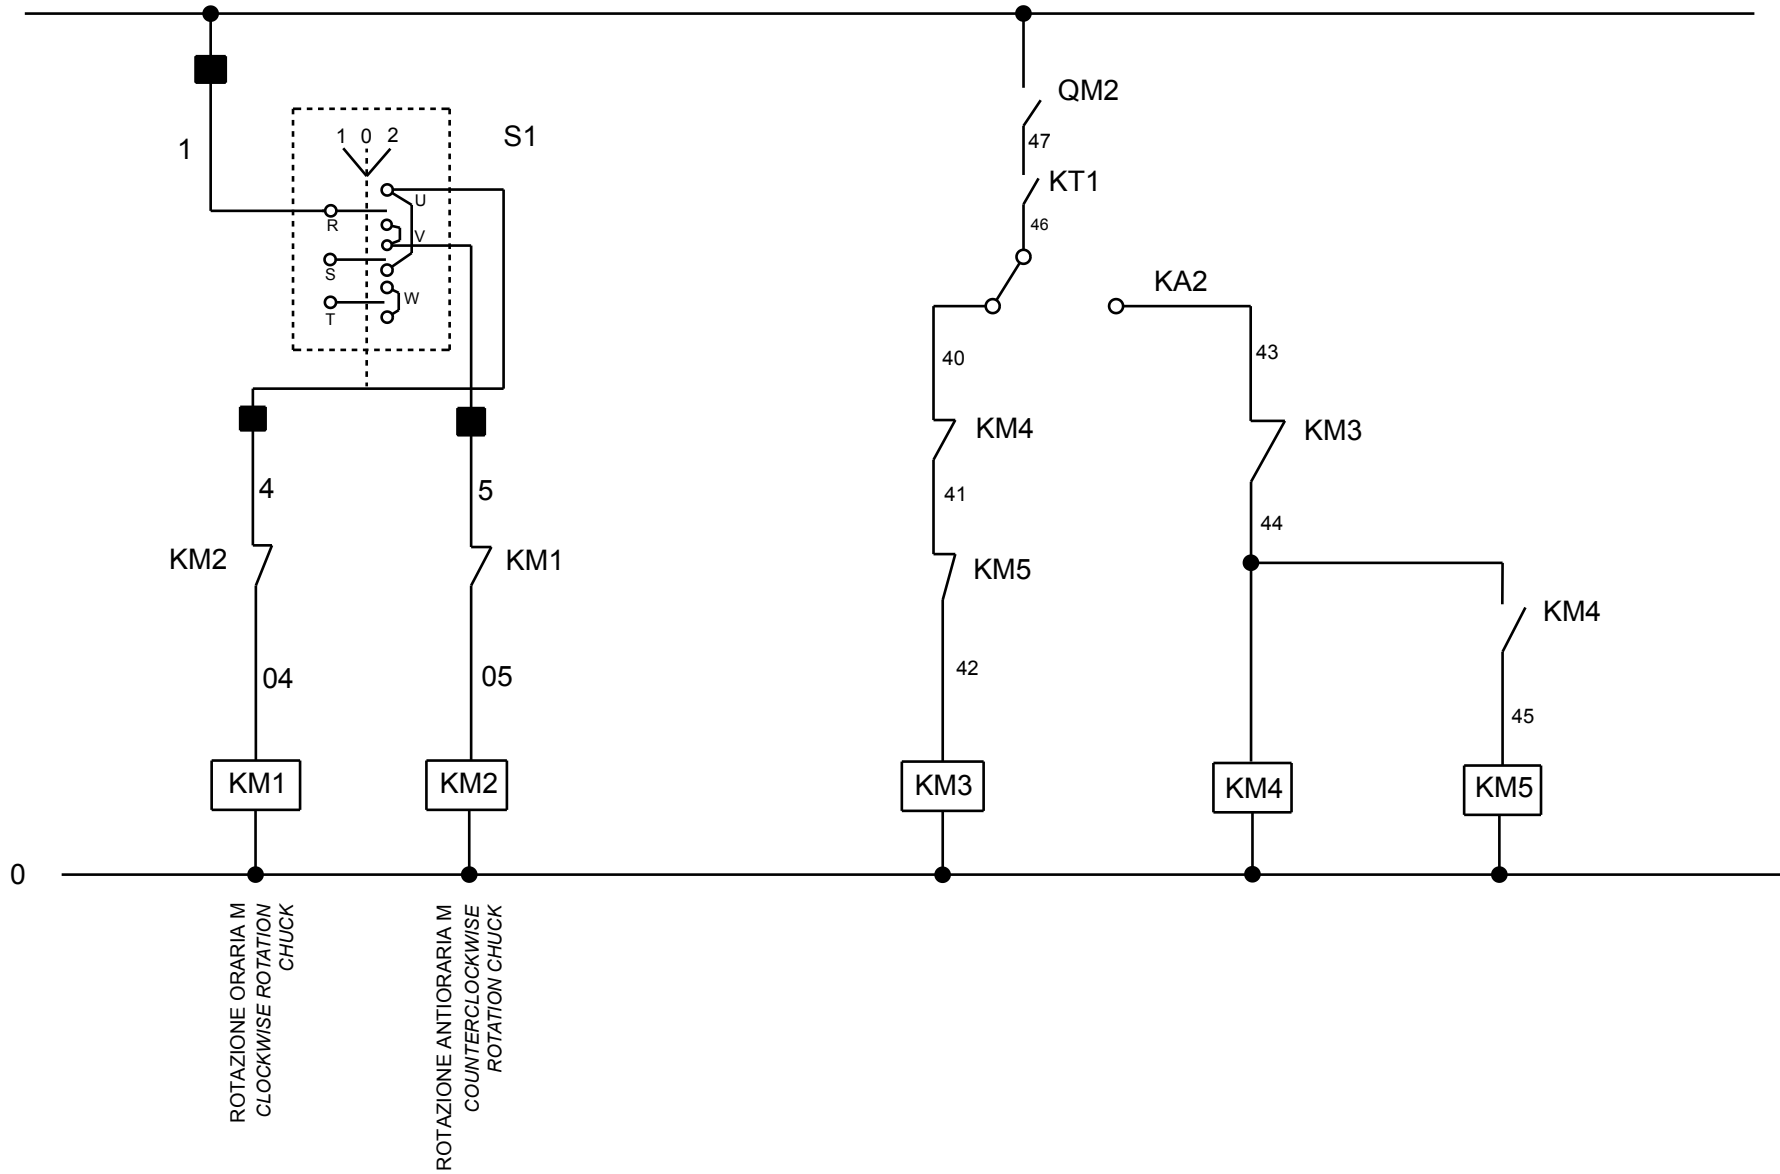 QM2
S1
1 0 2
1
47
KT1
U
R
46
V
S
KA2
W
T
40
43
KM4
KM3
4
5
41
44
KM2
KM1
KM5
KM4
04
05
42
45
KM1
KM2
KM3
KM4
KM5
0
ROTAZIONE ORARIA M
CLOCKWISE ROTATION
CHUCK
ROTAZIONE ANTIORARIA M
COUNTERCLOCKWISE
ROTATION CHUCK